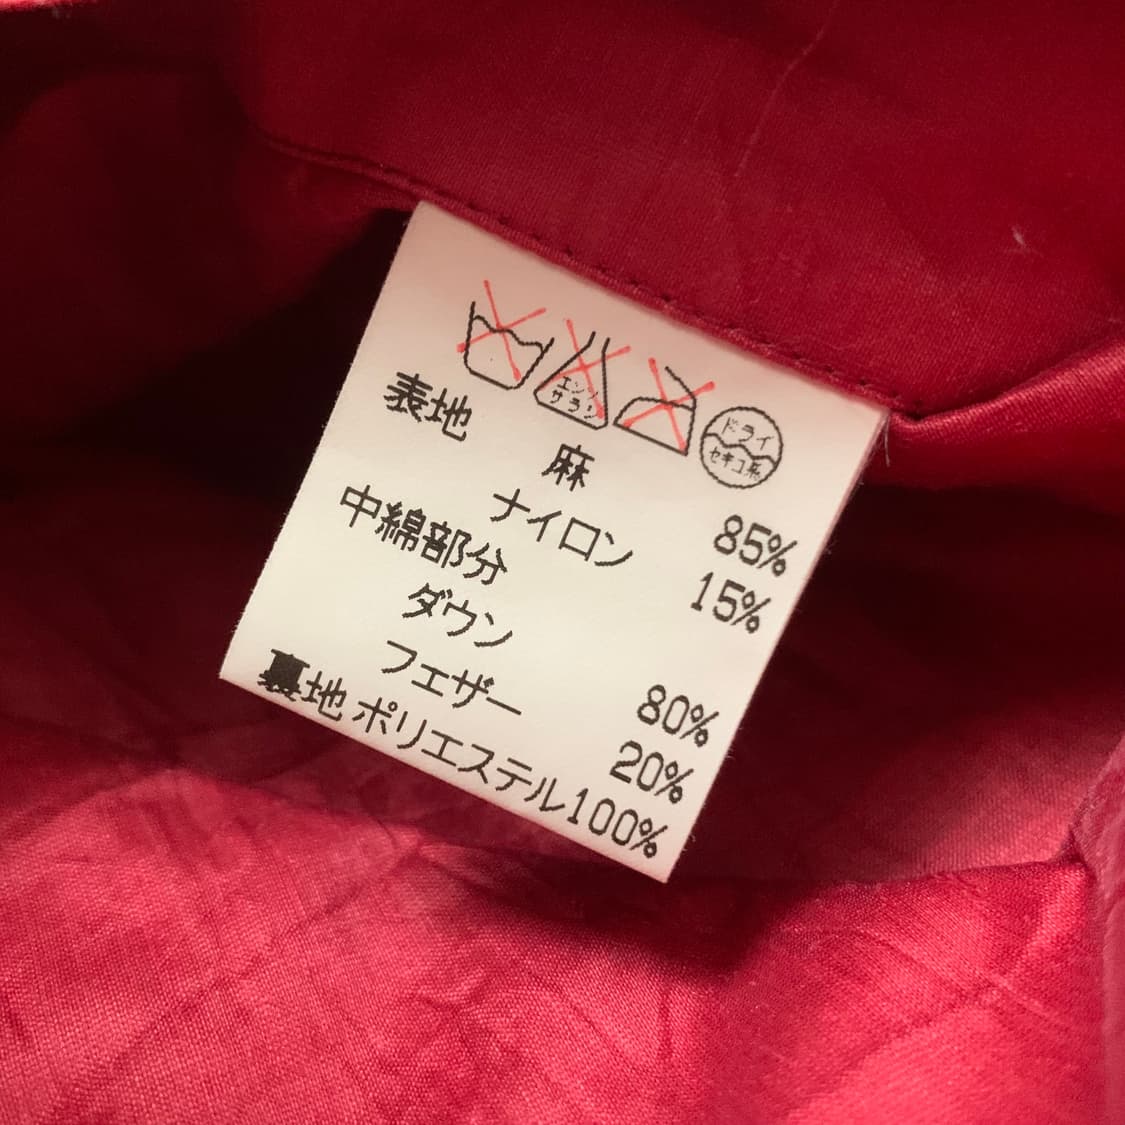 エンソ
サラシ
ドライ
セキユ系
表地
麻 85%
ナイロン 15%
中綿部分
ダウン 80%
フェザー 20%
裏地 ポリエステル100%